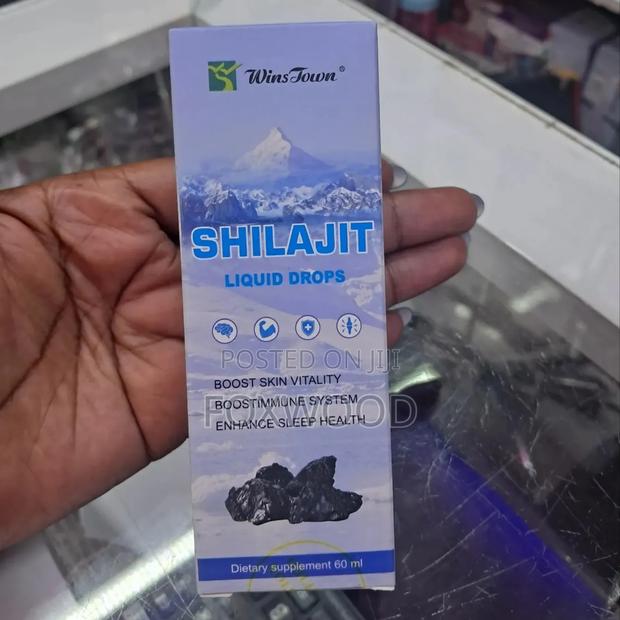 WinsTown®
SHILAJIT
LIQUID DROPS
POSTED ON JIJI
BOOST SKIN VITALITY
BOOSTIMMUNE SYSTEM
FOXWOOD
ENHANCE SLEEP HEALTH
Dietary supplement 60 ml